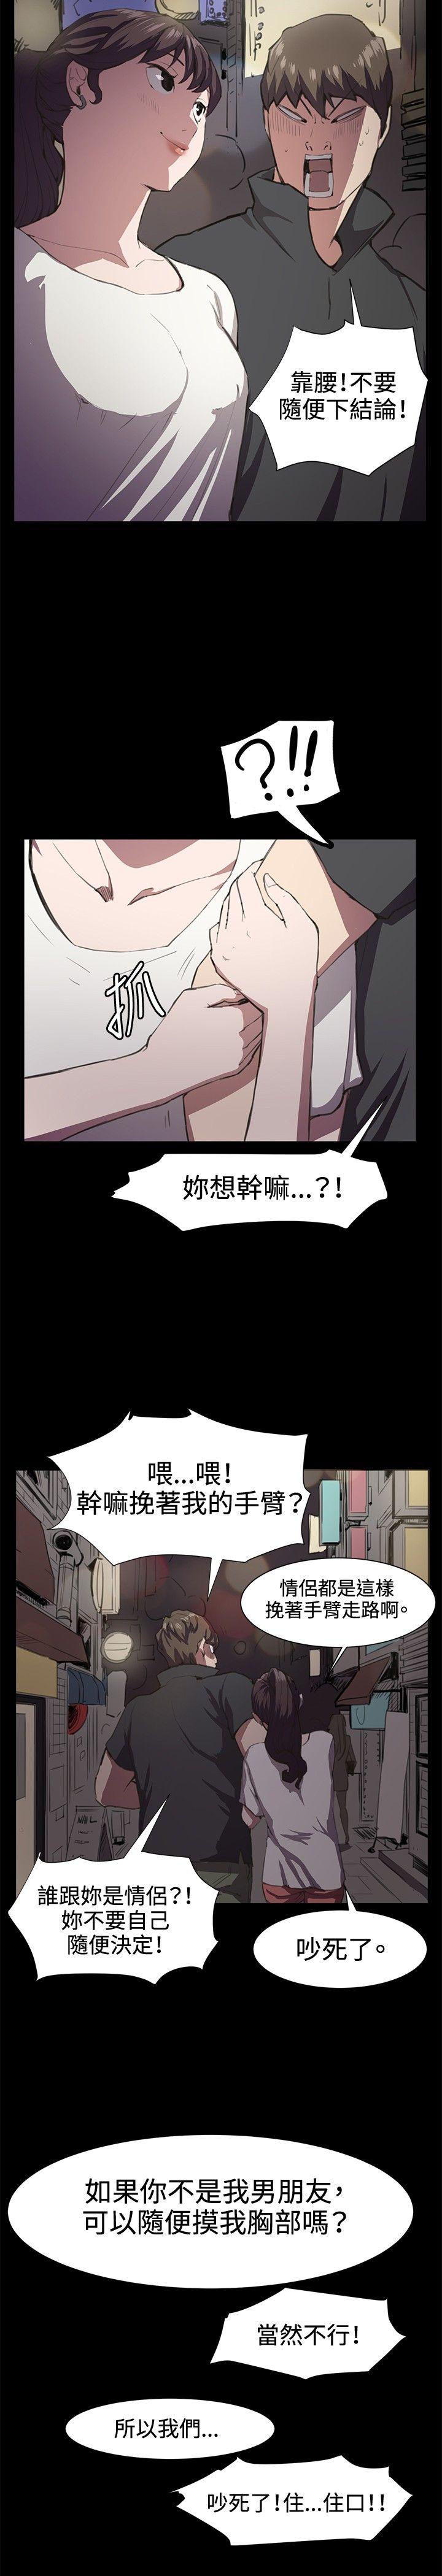 靠腰！不要
隨便下結論！
？！！
抓
妳想幹嘛...？！
喂...喂！
幹嘛挽著我的手臂？
情侶都是這樣
挽著手臂走路啊。
誰跟妳是情侶？！
妳不要自己
隨便決定！
吵死了。
如果你不是我男朋友，
可以隨便摸我胸部嗎？
當然不行！
所以我們...
吵死了！住...住口！！